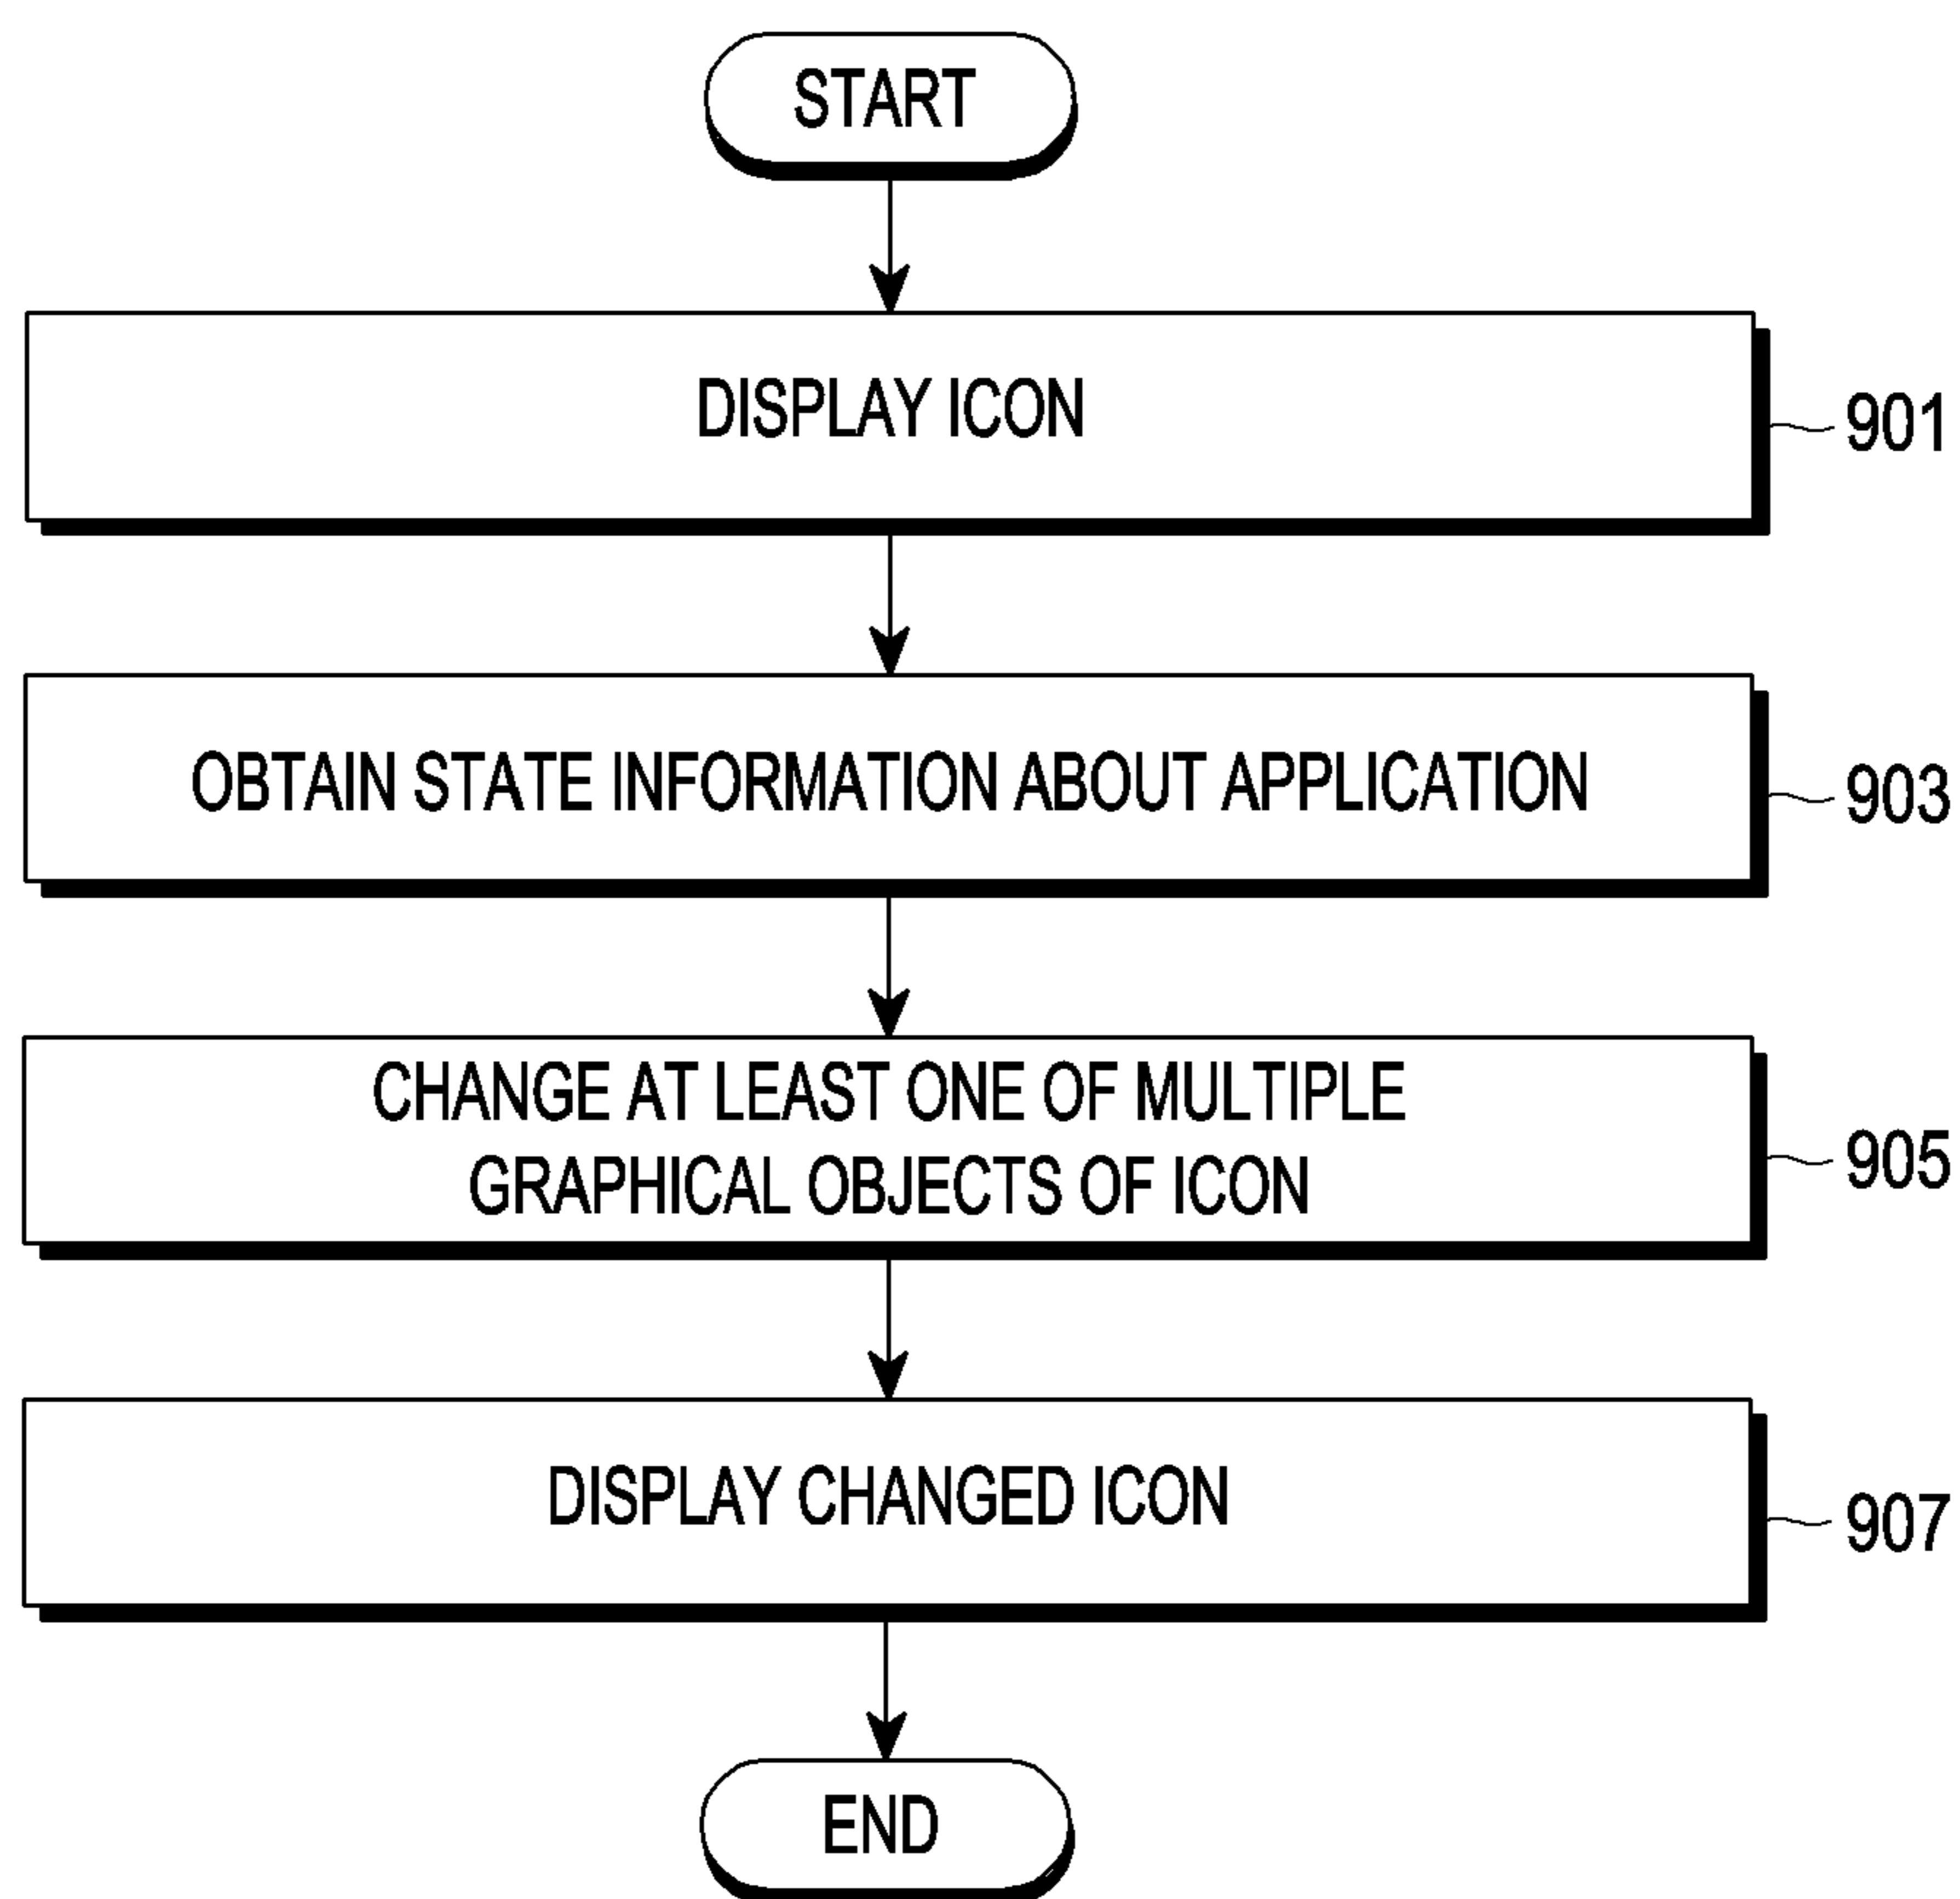 START
DISPLAY ICON
901
OBTAIN STATE INFORMATION ABOUT APPLICATION
903
CHANGE AT LEAST ONE OF MULTIPLE
GRAPHICAL OBJECTS OF ICON
905
DISPLAY CHANGED ICON
907
END